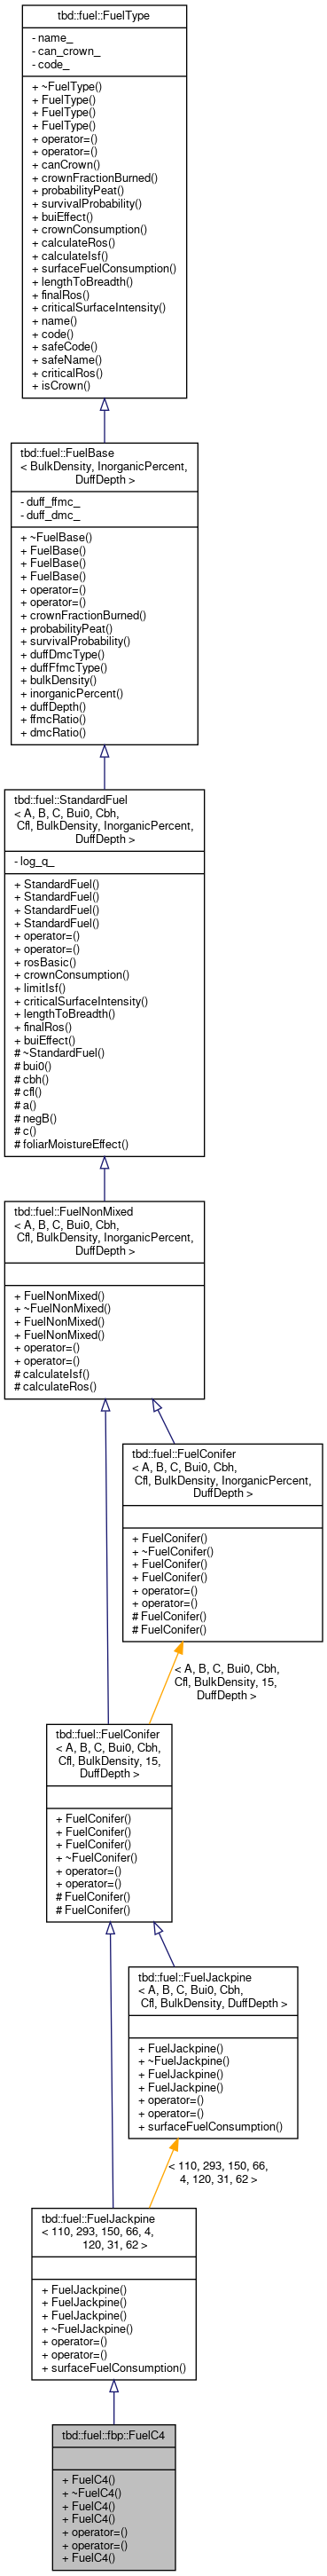 tbd::fuel::FuelType
- name_
- can_crown_
- code_
+ ~FuelType()
+ FuelType()
+ FuelType()
+ FuelType()
+ operator=()
+ operator=()
+ canCrown()
+ crownFractionBurned()
+ probabilityPeat()
+ survivalProbability()
+ buiEffect()
+ crownConsumption()
+ calculateRos()
+ calculateIsf()
+ surfaceFuelConsumption()
+ lengthToBreadth()
+ finalRos()
+ criticalSurfaceIntensity()
+ name()
+ code()
+ safeCode()
+ safeName()
+ criticalRos()
+ isCrown()
tbd::fuel::FuelBase
< BulkDensity, InorganicPercent,
DuffDepth >
- duff_ffmc_
- duff_dmc_
+ ~FuelBase()
+ FuelBase()
+ FuelBase()
+ FuelBase()
+ operator=()
+ operator=()
+ crownFractionBurned()
+ probabilityPeat()
+ survivalProbability()
+ duffDmcType()
+ duffFfmcType()
+ bulkDensity()
+ inorganicPercent()
+ duffDepth()
+ ffmcRatio()
+ dmcRatio()
tbd::fuel::StandardFuel
< A, B, C, Bui0, Cbh,
Cfl, BulkDensity, InorganicPercent,
DuffDepth >
- log_q_
+ StandardFuel()
+ StandardFuel()
+ StandardFuel()
+ StandardFuel()
+ operator=()
+ operator=()
+ rosBasic()
+ crownConsumption()
+ limitIsf()
+ criticalSurfaceIntensity()
+ lengthToBreadth()
+ finalRos()
+ buiEffect()
# ~StandardFuel()
# bui0()
# cbh()
# cfl()
# a()
# negB()
# c()
# foliarMoistureEffect()
tbd::fuel::FuelNonMixed
< A, B, C, Bui0, Cbh,
Cfl, BulkDensity, InorganicPercent,
DuffDepth >
+ FuelNonMixed()
+ ~FuelNonMixed()
+ FuelNonMixed()
+ FuelNonMixed()
+ operator=()
+ operator=()
# calculateIsf()
# calculateRos()
tbd::fuel::FuelConifer
< A, B, C, Bui0, Cbh,
Cfl, BulkDensity, InorganicPercent,
DuffDepth >
+ FuelConifer()
+ ~FuelConifer()
+ FuelConifer()
+ FuelConifer()
+ operator=()
+ operator=()
# FuelConifer()
# FuelConifer()
< A, B, C, Bui0, Cbh,
Cfl, BulkDensity, 15,
DuffDepth >
tbd::fuel::FuelConifer
< A, B, C, Bui0, Cbh,
Cfl, BulkDensity, 15,
DuffDepth >
+ FuelConifer()
+ FuelConifer()
+ FuelConifer()
+ ~FuelConifer()
+ operator=()
+ operator=()
# FuelConifer()
# FuelConifer()
tbd::fuel::FuelJackpine
< A, B, C, Bui0, Cbh,
Cfl, BulkDensity, DuffDepth >
+ FuelJackpine()
+ ~FuelJackpine()
+ FuelJackpine()
+ FuelJackpine()
+ operator=()
+ operator=()
+ surfaceFuelConsumption()
< 110, 293, 150, 66,
4, 120, 31, 62 >
tbd::fuel::FuelJackpine
< 110, 293, 150, 66, 4,
120, 31, 62 >
+ FuelJackpine()
+ FuelJackpine()
+ FuelJackpine()
+ ~FuelJackpine()
+ operator=()
+ operator=()
+ surfaceFuelConsumption()
tbd::fuel::fbp::FuelC4
+ FuelC4()
+ ~FuelC4()
+ FuelC4()
+ FuelC4()
+ operator=()
+ operator=()
+ FuelC4()